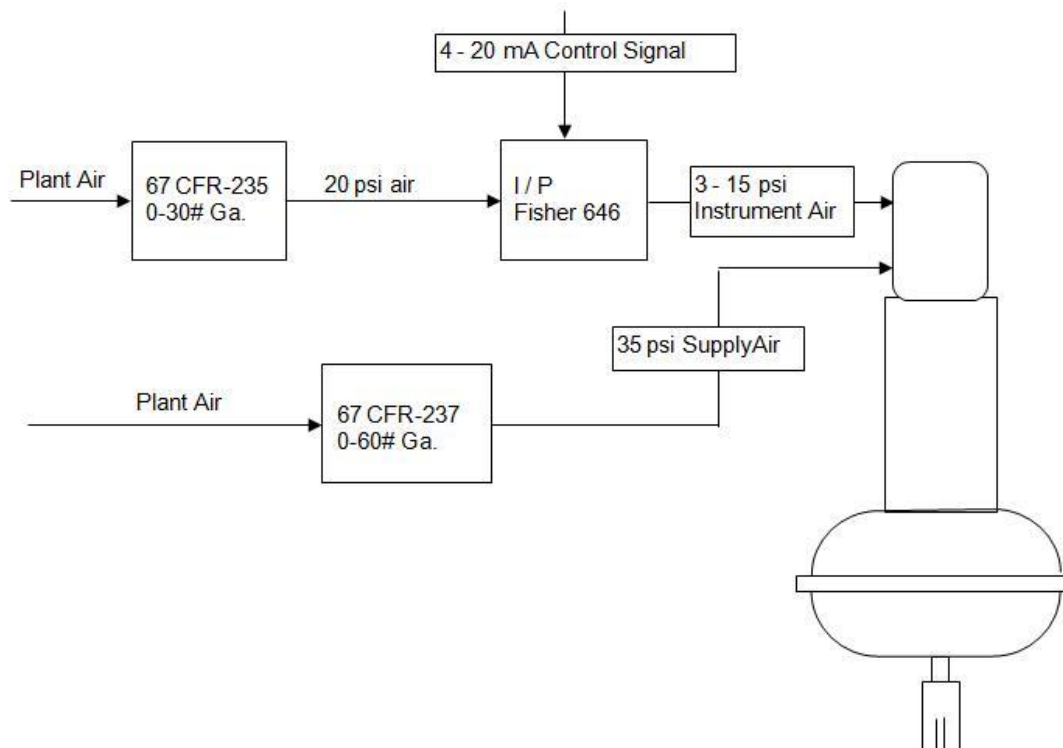 4 - 20 mA Control Signal
Plant Air
67 CFR-235
0-30# Ga.
20 psi air
I / P
Fisher 646
3 - 15 psi
Instrument Air
35 psi SupplyAir
Plant Air
67 CFR-237
0-60# Ga.